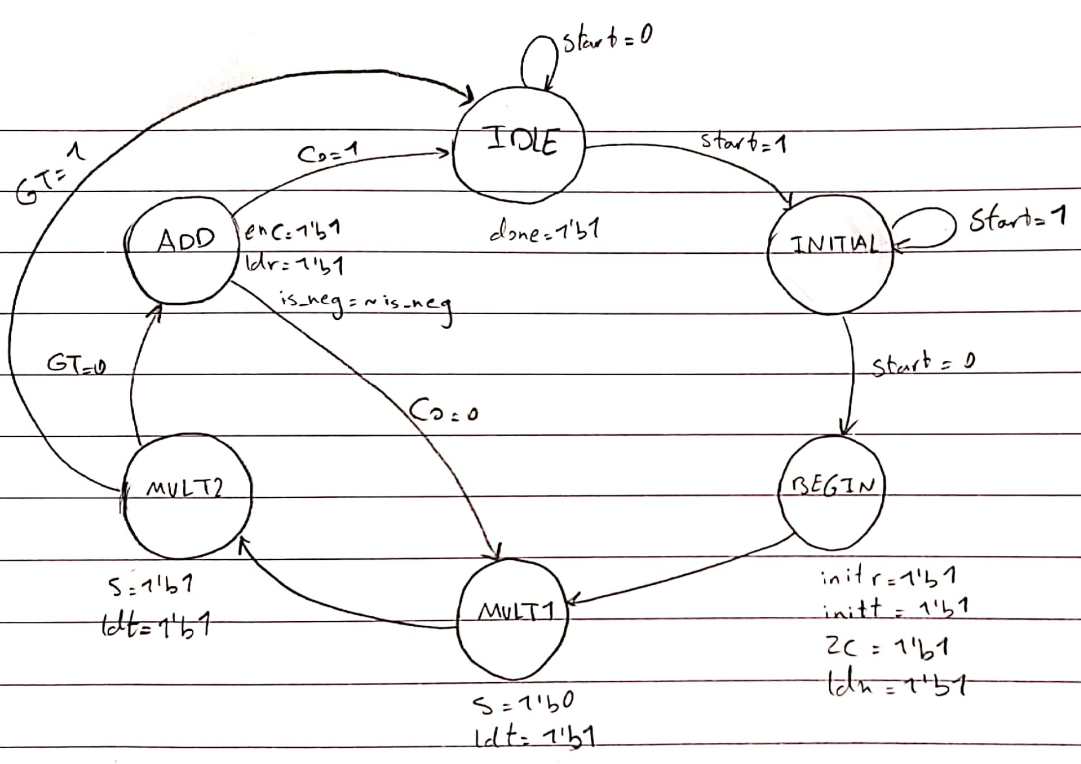 Start=0
IDLE
start=1
done=1'b1
GT=1
Co=1
ADD
enc=1'b1
ldr=1'b1
is_neg=~is_neg
INITIAL
Start=1
GT=0
Co=0
Start=0
MULT2
S=1'b1
ldt=1'b1
BEGIN
initr=1'b1
initt=1'b1
ZC=1'b1
ldn=1'b1
MULT1
S=1'b0
ldt=1'b1